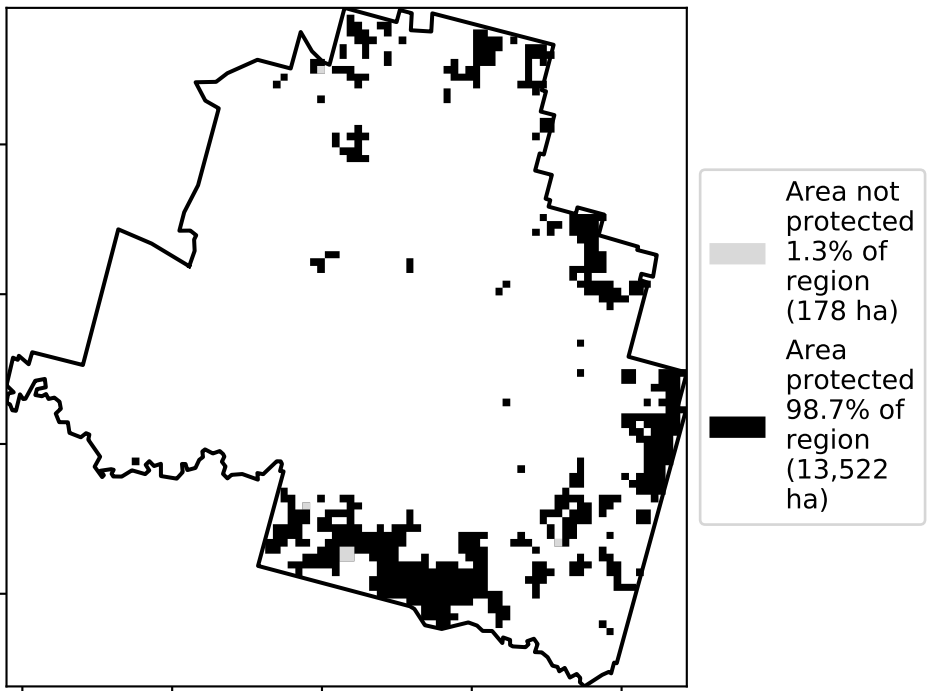 Area not
protected
1.3% of
region
(178 ha)
Area
protected
98.7% of
region
(13,522
ha)